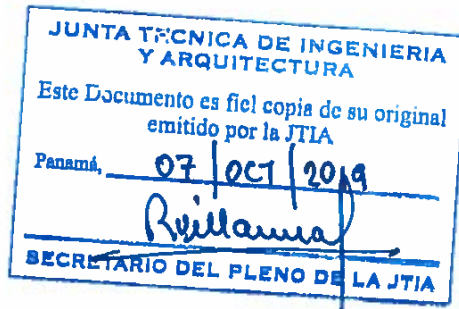 JUNTA TÉCNICA DE INGENIERIA
Y ARQUITECTURA
Este Documento es fiel copia de su original
emitido por la JTIA
Panamá, 07 | OCT | 2019
SECRETARIO DEL PLENO DE LA JTIA